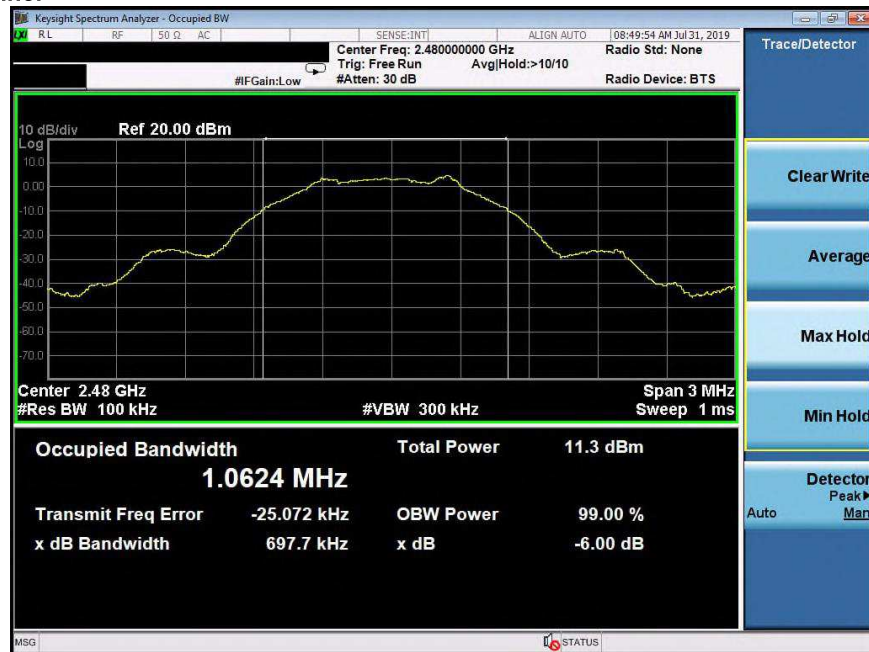 Keysight Spectrum Analyzer - Occupied BW
LXI RL RF 50 Ω AC SENSE:INT ALIGN AUTO 08:49:54 AM Jul 31, 2019
Center Freq: 2.480000000 GHz Radio Std: None
Trig: Free Run Avg|Hold:>10/10
#IFGain:Low #Atten: 30 dB Radio Device: BTS
Trace/Detector
10 dB/div Ref 20.00 dBm
Log
10.0
0.00
-10.0
-20.0
-30.0
-40.0
-50.0
-60.0
-70.0
Center 2.48 GHz Span 3 MHz
#Res BW 100 kHz #VBW 300 kHz Sweep 1 ms
Occupied Bandwidth Total Power 11.3 dBm
1.0624 MHz
Transmit Freq Error -25.072 kHz OBW Power 99.00 %
x dB Bandwidth 697.7 kHz x dB -6.00 dB
Clear Write
Average
Max Hold
Min Hold
Detector
Peak▶
Auto Man
MSG STATUS